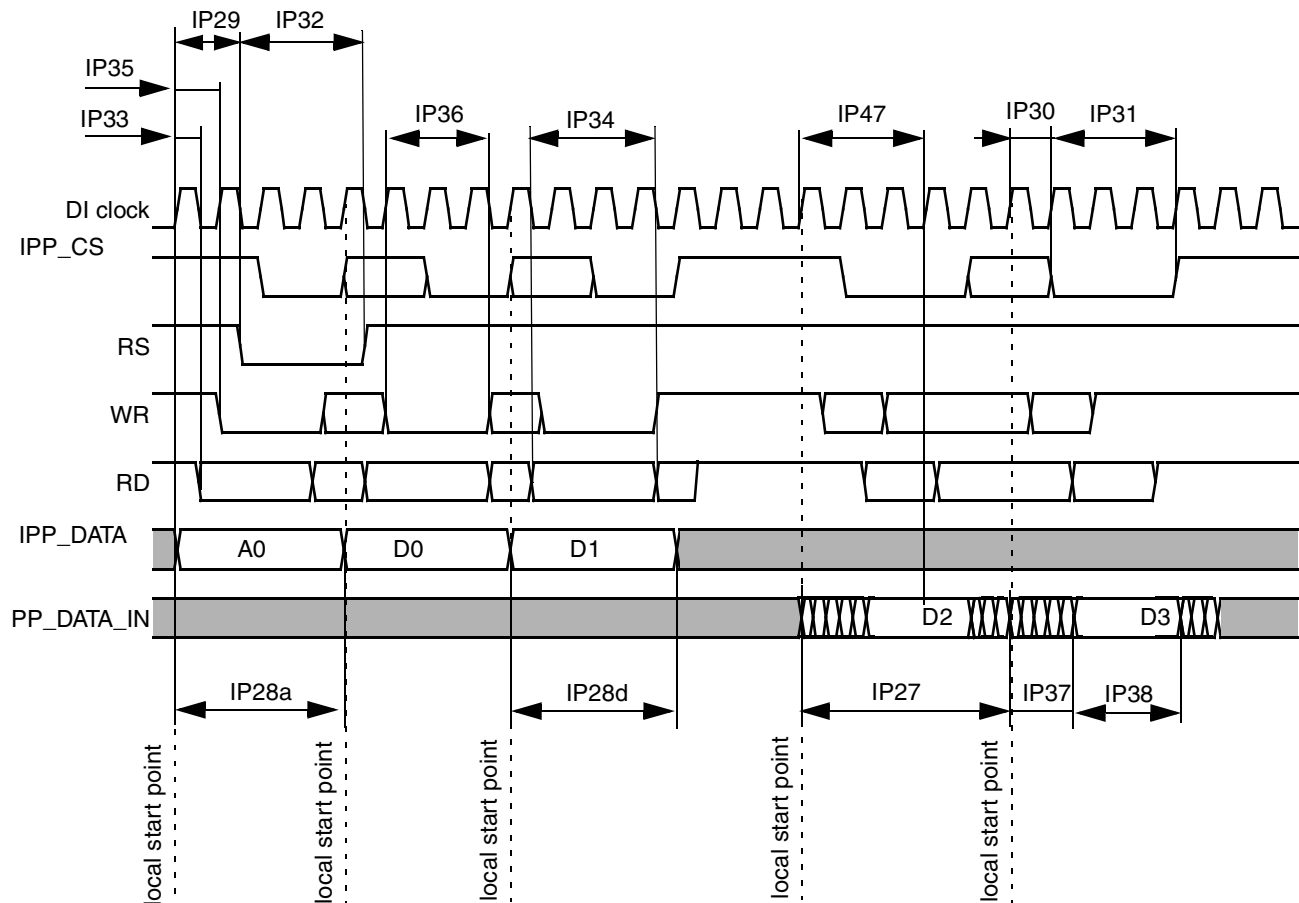 IP29 IP32
IP35
IP33
IP36 IP34 IP47 IP30 IP31
DI clock
IPP_CS
RS
WR
RD
IPP_DATA A0 D0 D1
PP_DATA_IN D2 D3
IP28a IP28d IP27 IP37 IP38
local start point
local start point
local start point
local start point
local start point